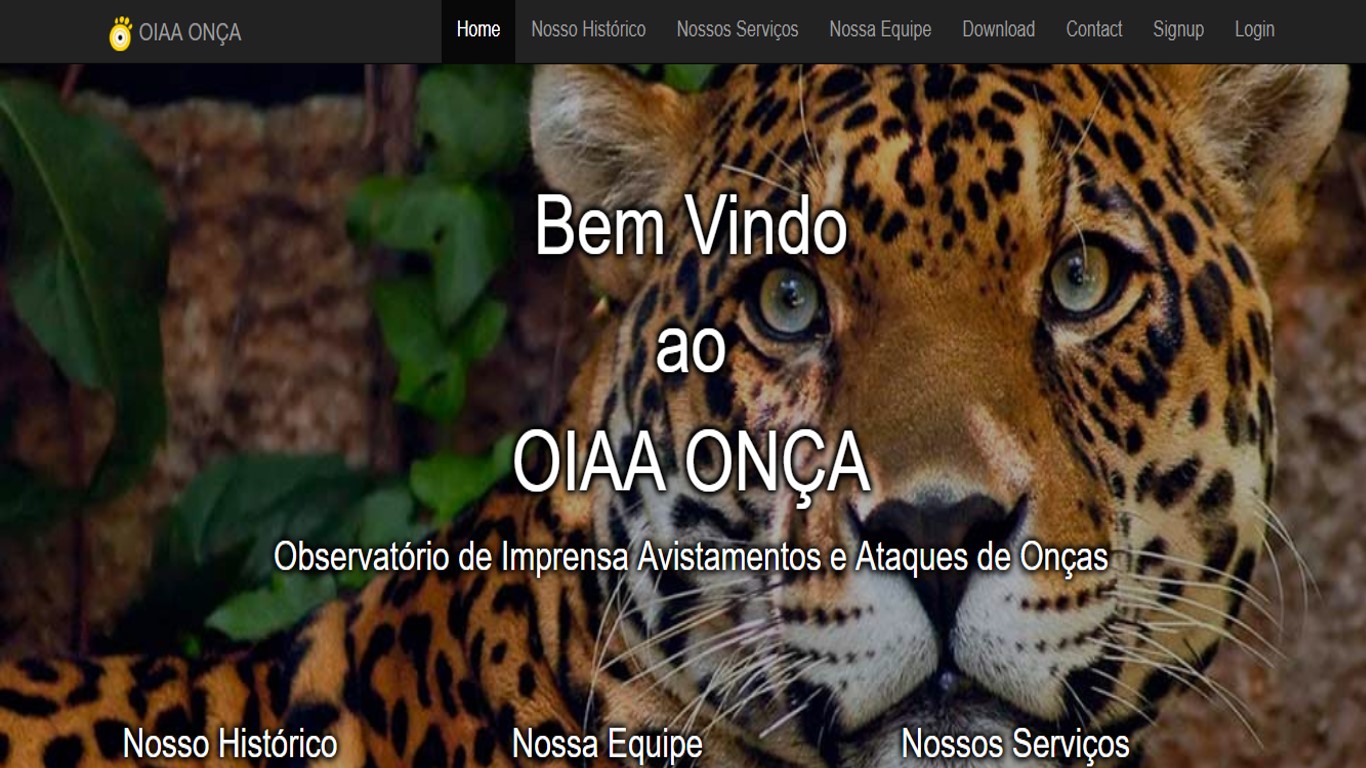 OIAA ONÇA
Home
Nosso Histórico
Nossos Serviços
Nossa Equipe
Download
Contact
Signup
Login
Bem Vindo
ao
OIAA ONÇA
Observatório de Imprensa Avistamentos e Ataques de Onças
Nosso Histórico
Nossa Equipe
Nossos Serviços